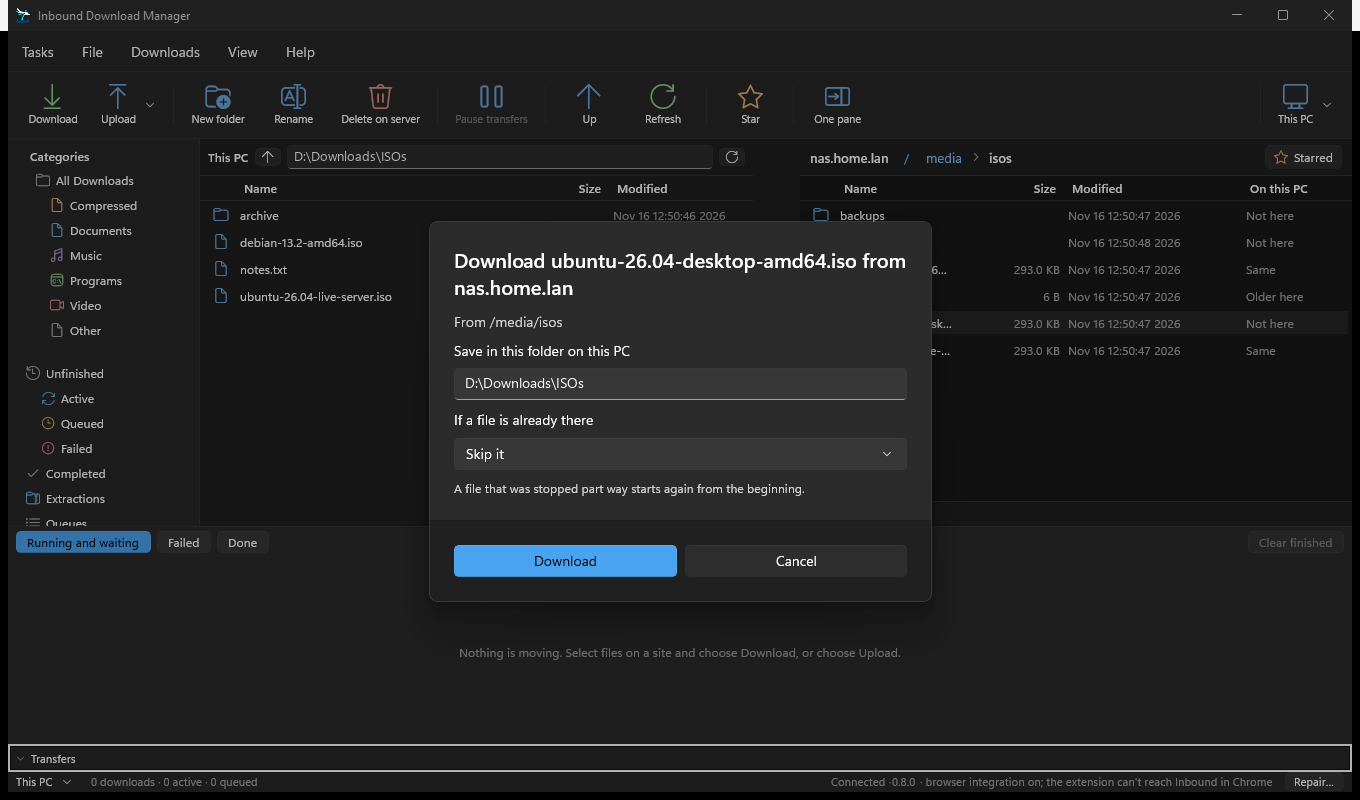 Inbound Download Manager
Tasks File Downloads View Help
Download Upload New folder Rename Delete on server Pause transfers Up Refresh Star One pane This PC
Categories
All Downloads
Compressed
Documents
Music
Programs
Video
Other
Unfinished
Active
Queued
Failed
Completed
Extractions
Queues
This PC D:\Downloads\ISOs
Name Size Modified
archive Nov 16 12:50:46 2026
debian-13.2-amd64.iso
notes.txt
ubuntu-26.04-live-server.iso
nas.home.lan / media > isos Starred
Name Size Modified On this PC
backups Nov 16 12:50:47 2026 Not here
Nov 16 12:50:48 2026 Not here
6... 293.0 KB Nov 16 12:50:47 2026 Same
6 B Nov 16 12:50:47 2026 Older here
sk... 293.0 KB Nov 16 12:50:47 2026 Not here
e-... 293.0 KB Nov 16 12:50:47 2026 Same
Download ubuntu-26.04-desktop-amd64.iso from
nas.home.lan
From /media/isos
Save in this folder on this PC
D:\Downloads\ISOs
If a file is already there
Skip it
A file that was stopped part way starts again from the beginning.
Download Cancel
Running and waiting Failed Done Clear finished
Nothing is moving. Select files on a site and choose Download, or choose Upload.
Transfers
This PC 0 downloads · 0 active · 0 queued Connected ·0.8.0 · browser integration on; the extension can't reach Inbound in Chrome Repair...